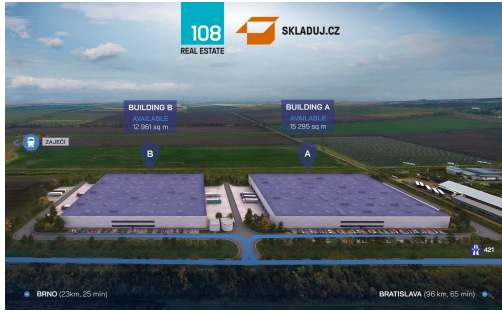 108
REAL ESTATE
SKLADUJ.CZ
BUILDING B
AVAILABLE
12 961 sq m
BUILDING A
AVAILABLE
15 285 sq m
ZAJEČÍ
B
A
421
BRNO (23km, 25 min)
BRATISLAVA (96 km, 65 min)